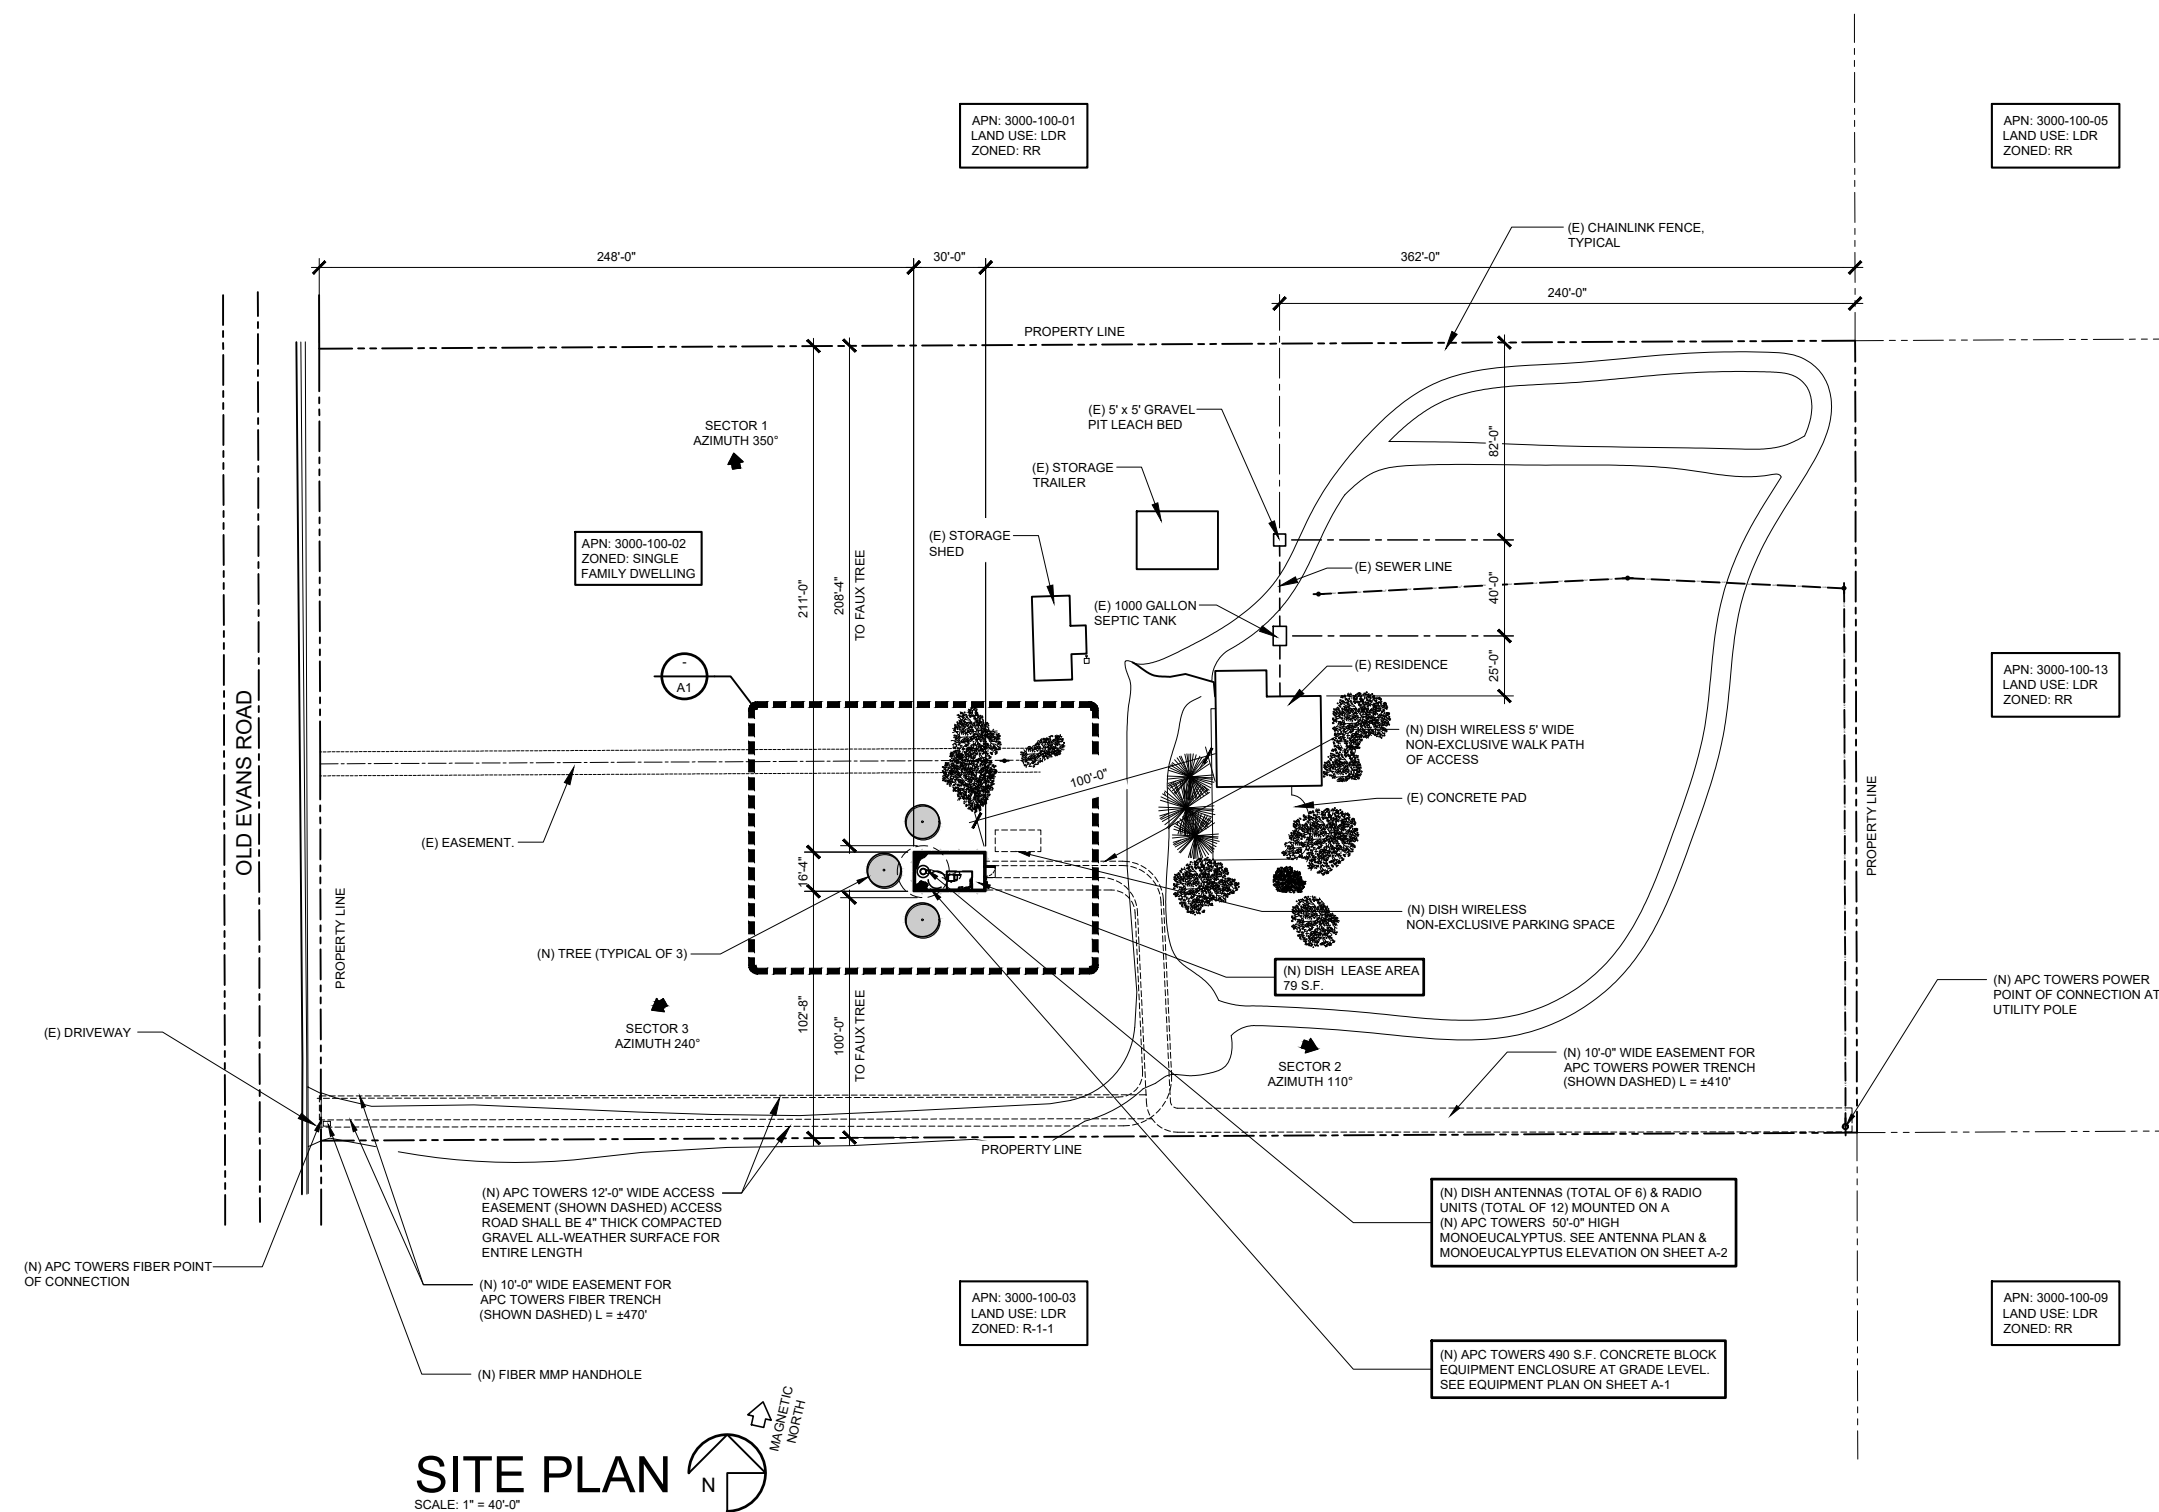 APN: 3000-100-01
LAND USE: LDR
ZONED: RR
APN: 3000-100-05
LAND USE: LDR
ZONED: RR
(E) CHAINLINK FENCE,
TYPICAL
248'-0"
30'-0"
362'-0"
240'-0"
PROPERTY LINE
SECTOR 1
AZIMUTH 350°
(E) 5' x 5' GRAVEL
PIT LEACH BED
82'-0"
(E) STORAGE
TRAILER
(E) STORAGE
SHED
APN: 3000-100-02
ZONED: SINGLE
FAMILY DWELLING
211'-0"
208'-4"
TO FAUX TREE
(E) SEWER LINE
40'-0"
(E) 1000 GALLON
SEPTIC TANK
25'-0"
(E) RESIDENCE
APN: 3000-100-13
LAND USE: LDR
ZONED: RR
-
A1
OLD EVANS ROAD
(N) DISH WIRELESS 5' WIDE
NON-EXCLUSIVE WALK PATH
OF ACCESS
100'-0"
(E) CONCRETE PAD
PROPERTY LINE
(E) EASEMENT.
16'-4"
PROPERTY LINE
(N) DISH WIRELESS
NON-EXCLUSIVE PARKING SPACE
(N) TREE (TYPICAL OF 3)
(N) DISH LEASE AREA
79 S.F.
(N) APC TOWERS POWER
POINT OF CONNECTION AT
UTILITY POLE
102'-8"
100'-0"
TO FAUX TREE
(E) DRIVEWAY
SECTOR 3
AZIMUTH 240°
SECTOR 2
AZIMUTH 110°
(N) 10'-0" WIDE EASEMENT FOR
APC TOWERS POWER TRENCH
(SHOWN DASHED) L = ±410'
PROPERTY LINE
(N) APC TOWERS 12'-0" WIDE ACCESS
EASEMENT (SHOWN DASHED) ACCESS
ROAD SHALL BE 4" THICK COMPACTED
GRAVEL ALL-WEATHER SURFACE FOR
ENTIRE LENGTH
(N) DISH ANTENNAS (TOTAL OF 6) & RADIO
UNITS (TOTAL OF 12) MOUNTED ON A
(N) APC TOWERS 50'-0" HIGH
MONOEUCALYPTUS. SEE ANTENNA PLAN &
MONOEUCALYPTUS ELEVATION ON SHEET A-2
(N) APC TOWERS FIBER POINT
OF CONNECTION
(N) 10'-0" WIDE EASEMENT FOR
APC TOWERS FIBER TRENCH
(SHOWN DASHED) L = ±470'
APN: 3000-100-03
LAND USE: LDR
ZONED: R-1-1
APN: 3000-100-09
LAND USE: LDR
ZONED: RR
(N) FIBER MMP HANDHOLE
(N) APC TOWERS 490 S.F. CONCRETE BLOCK
EQUIPMENT ENCLOSURE AT GRADE LEVEL.
SEE EQUIPMENT PLAN ON SHEET A-1
MAGNETIC
NORTH
N
SITE PLAN
SCALE: 1" = 40'-0"